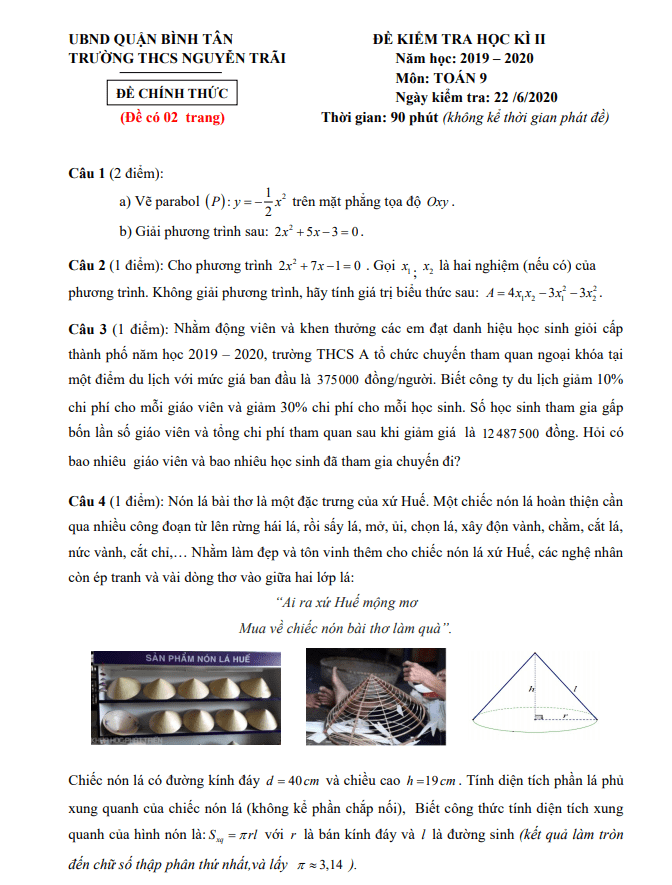 UBND QUẬN BÌNH TÂN
TRƯỜNG THCS NGUYỄN TRÃI
ĐỀ CHÍNH THỨC
(Đề có 02 trang)
ĐỀ KIỂM TRA HỌC KÌ II
Năm học: 2019 – 2020
Môn: TOÁN 9
Ngày kiểm tra: 22 /6/2020
Thời gian: 90 phút (không kể thời gian phát đề)
Câu 1 (2 điểm):
a) Vẽ parabol (P): y = -1/2 x² trên mặt phẳng tọa độ Oxy .
b) Giải phương trình sau: 2x² + 5x − 3 = 0 .
Câu 2 (1 điểm): Cho phương trình 2x² + 7x − 1 = 0 . Gọi x₁ ; x₂ là hai nghiệm (nếu có) của
phương trình. Không giải phương trình, hãy tính giá trị biểu thức sau: A = 4x₁x₂ − 3x₁² − 3x₂² .
Câu 3 (1 điểm): Nhằm động viên và khen thưởng các em đạt danh hiệu học sinh giỏi cấp
thành phố năm học 2019 – 2020, trường THCS A tổ chức chuyến tham quan ngoại khóa tại
một điểm du lịch với mức giá ban đầu là 375000 đồng/người. Biết công ty du lịch giảm 10%
chi phí cho mỗi giáo viên và giảm 30% chi phí cho mỗi học sinh. Số học sinh tham gia gấp
bốn lần số giáo viên và tổng chi phí tham quan sau khi giảm giá là 12487500 đồng. Hỏi có
bao nhiêu giáo viên và bao nhiêu học sinh đã tham gia chuyến đi?
Câu 4 (1 điểm): Nón lá bài thơ là một đặc trưng của xứ Huế. Một chiếc nón lá hoàn thiện cần
qua nhiều công đoạn từ lên rừng hái lá, rồi sấy lá, mở, ủi, chọn lá, xây độn vành, chằm, cắt lá,
nức vành, cắt chỉ,… Nhằm làm đẹp và tôn vinh thêm cho chiếc nón lá xứ Huế, các nghệ nhân
còn ép tranh và vài dòng thơ vào giữa hai lớp lá:
“Ai ra xứ Huế mộng mơ
Mua về chiếc nón bài thơ làm quà”.
SẢN PHẨM NÓN LÁ HUẾ
h
l
r
Chiếc nón lá có đường kính đáy d = 40cm và chiều cao h = 19cm . Tính diện tích phần lá phủ
xung quanh của chiếc nón lá (không kể phần chắp nối), Biết công thức tính diện tích xung
quanh của hình nón là: Sxq = πrl với r là bán kính đáy và l là đường sinh (kết quả làm tròn
đến chữ số thập phân thứ nhất,và lấy π ≈ 3,14 ).